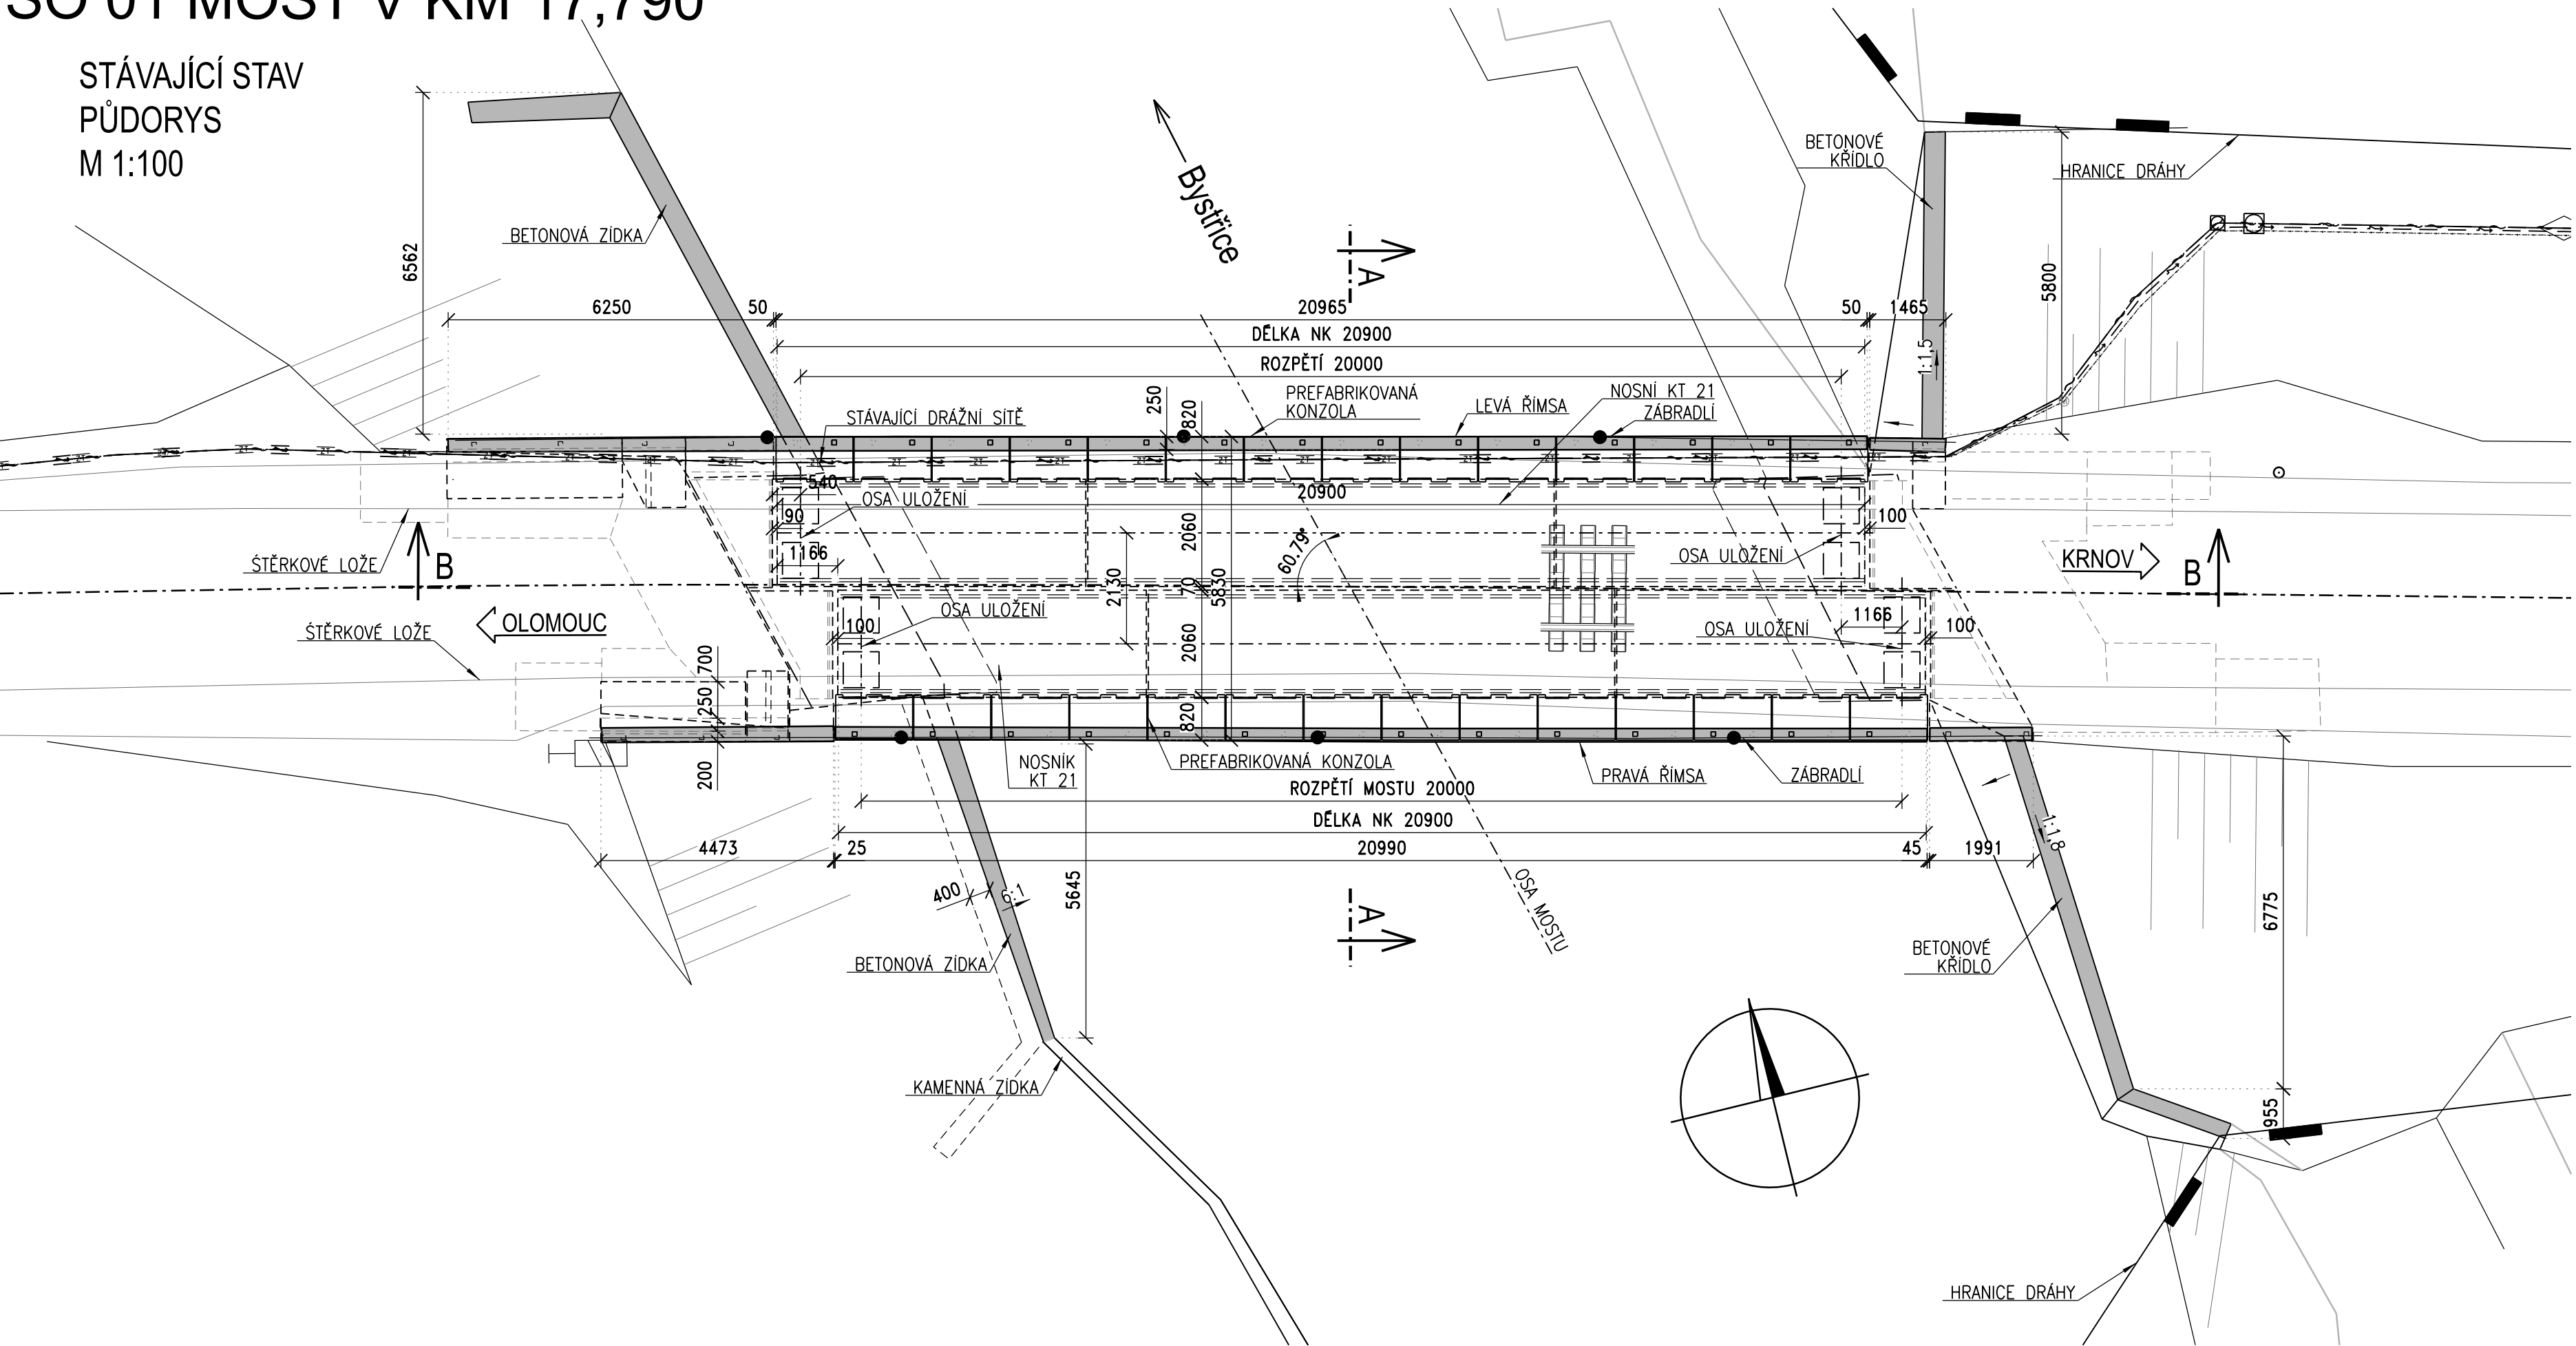 SO 01 MOST V KM 17,790
STÁVAJÍCÍ STAV
PŮDORYS
M 1:100
BETONOVÁ ZÍDKA
6562
Bystřice
A
BETONOVÉ
KŘÍDLO
HRANICE DRÁHY
5800
6250
50
20965
50
1465
DÉLKA NK 20900
ROZPĚTÍ 20000
1:1,5
STÁVAJÍCÍ DRÁŽNÍ SÍTĚ
250
820
PREFABRIKOVANÁ
KONZOLA
LEVÁ ŘÍMSA
NOSNÍ KT 21
ZÁBRADLÍ
540
OSA ULOŽENÍ
20900
90
2060
60.79°
100
1166
OSA ULOŽENÍ
ŠTĚRKOVÉ LOŽE
B
KRNOV
B
2130
70
5830
OLOMOUC
OSA ULOŽENÍ
1166
ŠTĚRKOVÉ LOŽE
100
2060
OSA ULOŽENÍ
100
700
250
200
820
NOSNÍK
KT 21
PREFABRIKOVANÁ KONZOLA
PRAVÁ ŘÍMSA
ZÁBRADLÍ
ROZPĚTÍ MOSTU 20000
DÉLKA NK 20900
4473
25
20990
45
1991
1:1,8
400
6:1
5645
OSA MOSTU
A
6775
BETONOVÁ ZÍDKA
BETONOVÉ
KŘÍDLO
KAMENNÁ ZÍDKA
955
HRANICE DRÁHY